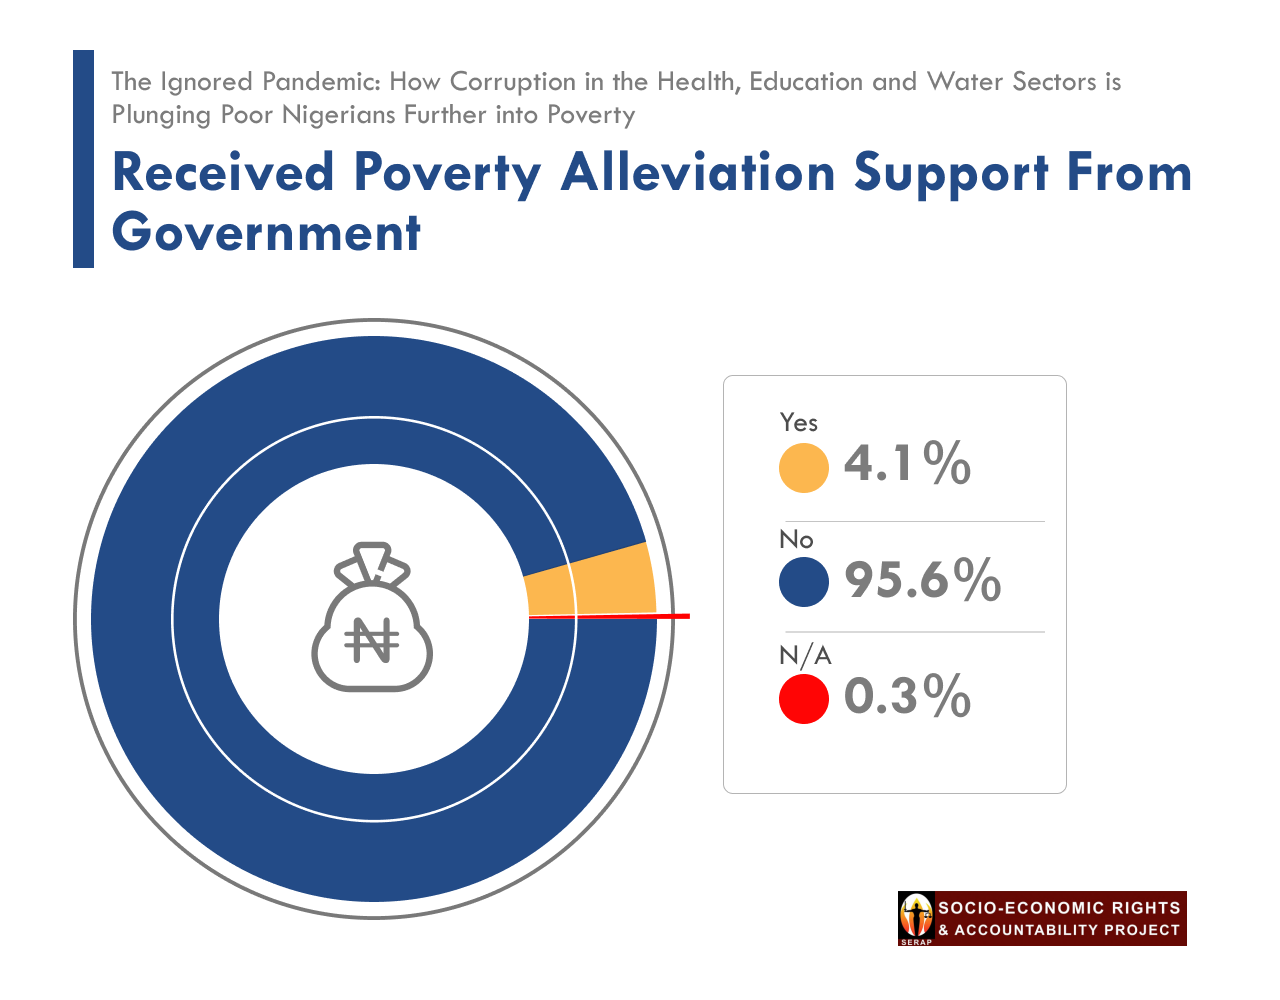 The Ignored Pandemic: How Corruption in the Health, Education and Water Sectors is
Plunging Poor Nigerians Further into Poverty
Received Poverty Alleviation Support From
Government
₦
Yes
4.1%
No
95.6%
N/A
0.3%
SOCIO-ECONOMIC RIGHTS
& ACCOUNTABILITY PROJECT
SERAP